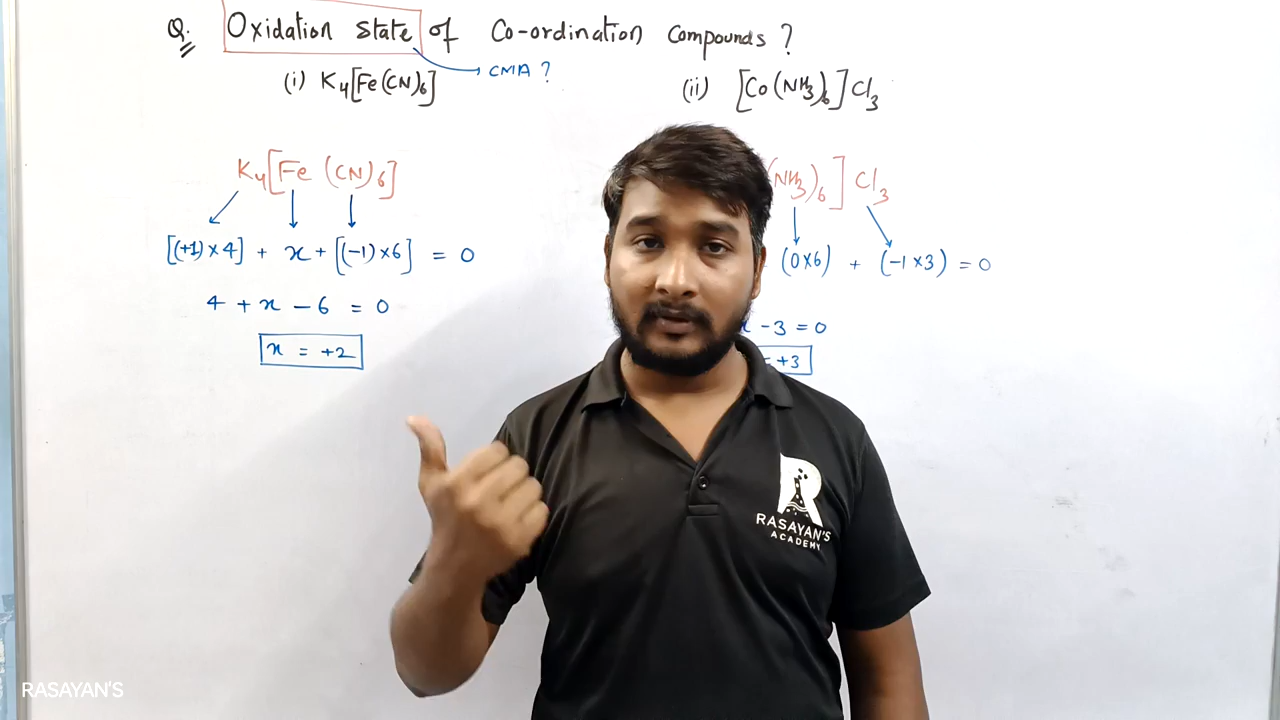 Q. Oxidation state of Co-ordination Compounds ?
CMA ?
(i) K4[Fe(CN)6]
(ii) [Co(NH3)6]Cl3
K4[Fe (CN)6]
[(+1)×4] + x + [(-1)×6] = 0
4 + x - 6 = 0
x = +2
(NH3)6] Cl3
(0×6) + (-1×3) = 0
x - 3 = 0
= +3
R
RASAYAN'S
ACADEMY
RASAYAN'S